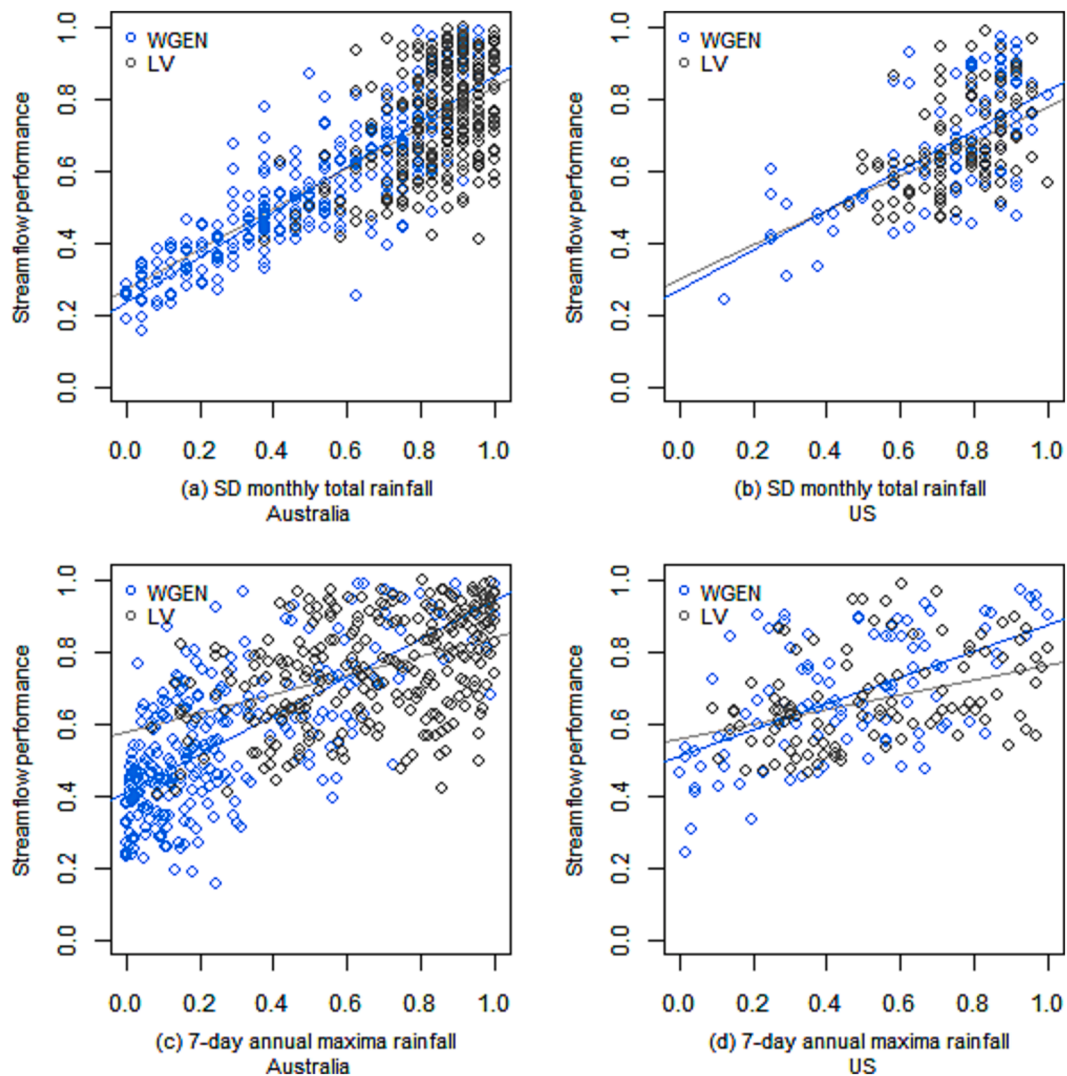 WGEN
LV
Streamflow performance
0.0 0.2 0.4 0.6 0.8 1.0
0.0 0.2 0.4 0.6 0.8 1.0
(a) SD monthly total rainfall
Australia
WGEN
LV
Streamflow performance
0.0 0.2 0.4 0.6 0.8 1.0
0.0 0.2 0.4 0.6 0.8 1.0
(b) SD monthly total rainfall
US
WGEN
LV
Streamflow performance
0.0 0.2 0.4 0.6 0.8 1.0
0.0 0.2 0.4 0.6 0.8 1.0
(c) 7-day annual maxima rainfall
Australia
WGEN
LV
Streamflow performance
0.0 0.2 0.4 0.6 0.8 1.0
0.0 0.2 0.4 0.6 0.8 1.0
(d) 7-day annual maxima rainfall
US